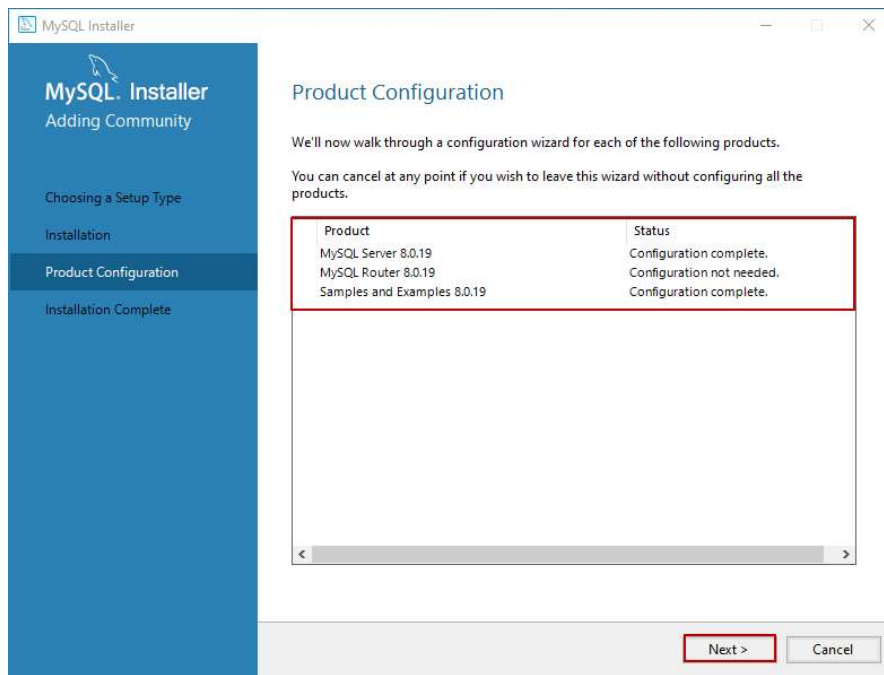 MySQL Installer
MySQL. Installer
Adding Community
Choosing a Setup Type
Installation
Product Configuration
Installation Complete
Product Configuration
We'll now walk through a configuration wizard for each of the following products.
You can cancel at any point if you wish to leave this wizard without configuring all the
products.
Product Status
MySQL Server 8.0.19 Configuration complete.
MySQL Router 8.0.19 Configuration not needed.
Samples and Examples 8.0.19 Configuration complete.
Next > Cancel